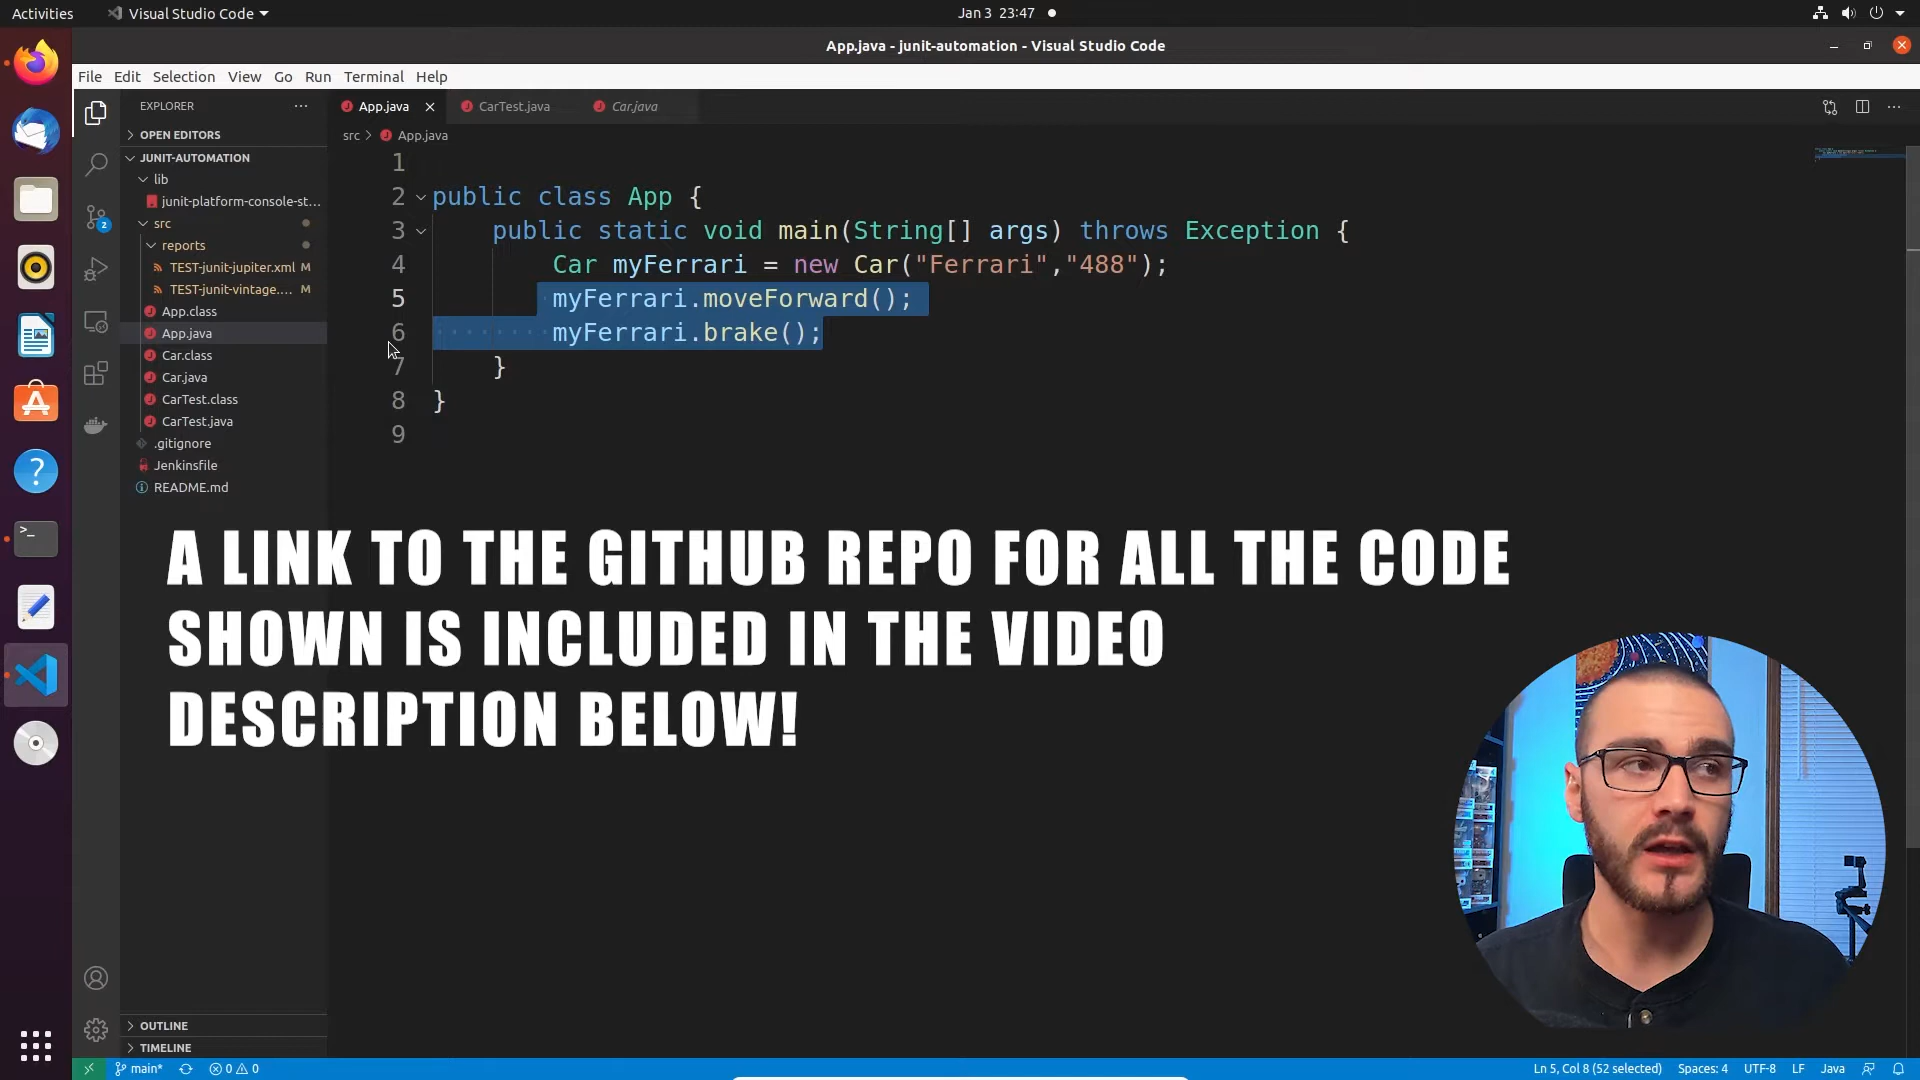 Activities
Visual Studio Code
Jan 3 23:47
App.java - junit-automation - Visual Studio Code
File Edit Selection View Go Run Terminal Help
EXPLORER
OPEN EDITORS
JUNIT-AUTOMATION
lib
junit-platform-console-st...
src
reports
TEST-junit-jupiter.xml M
TEST-junit-vintage.... M
App.class
App.java
Car.class
Car.java
CarTest.class
CarTest.java
.gitignore
Jenkinsfile
README.md
OUTLINE
TIMELINE
App.java CarTest.java Car.java
src > App.java
1
2 public class App {
3 public static void main(String[] args) throws Exception {
4 Car myFerrari = new Car("Ferrari","488");
5 myFerrari.moveForward();
6 myFerrari.brake();
7 }
8 }
9
A LINK TO THE GITHUB REPO FOR ALL THE CODE
SHOWN IS INCLUDED IN THE VIDEO
DESCRIPTION BELOW!
main* 0 0 Ln 5, Col 8 (52 selected) Spaces: 4 UTF-8 LF Java